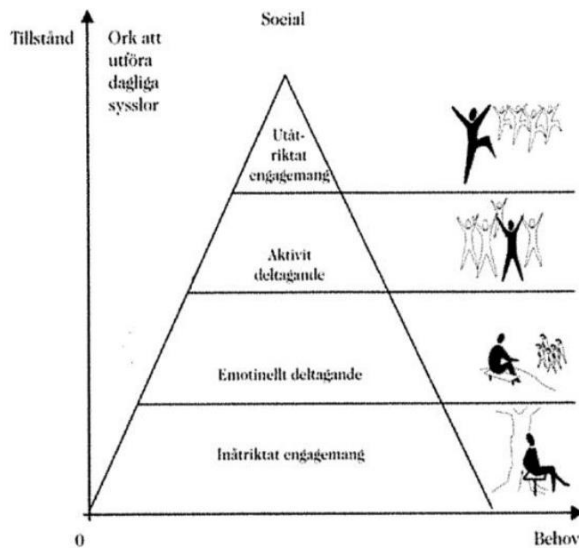 Social
Tillstånd
Ork att
utföra
dagliga
sysslor
Utåt-
riktat
engagemang
Aktivit
deltagande
Emotinellt deltagande
Inåtriktat engagemang
0
Behov